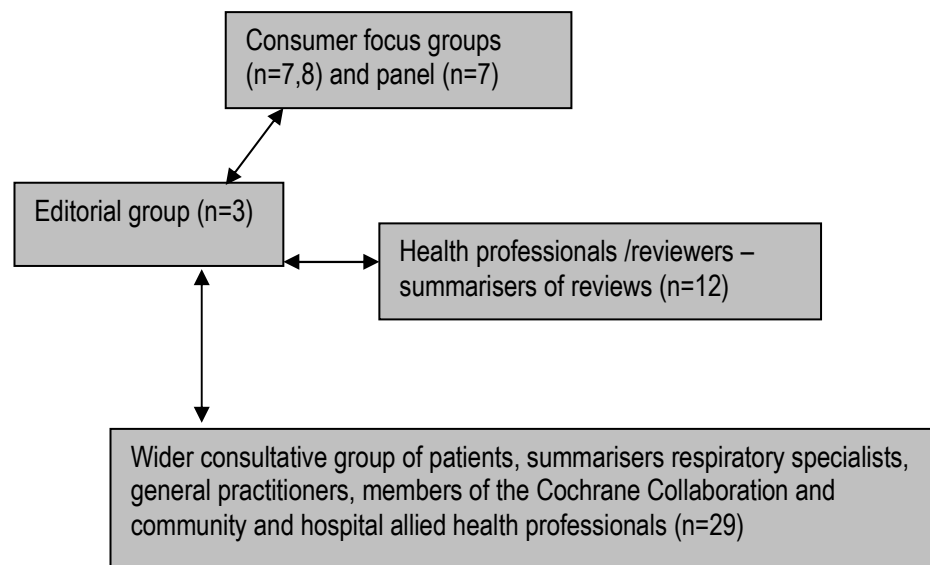 Consumer focus groups
(n=7,8) and panel (n=7)
Editorial group (n=3)
Health professionals /reviewers –
summarisers of reviews (n=12)
Wider consultative group of patients, summarisers respiratory specialists,
general practitioners, members of the Cochrane Collaboration and
community and hospital allied health professionals (n=29)